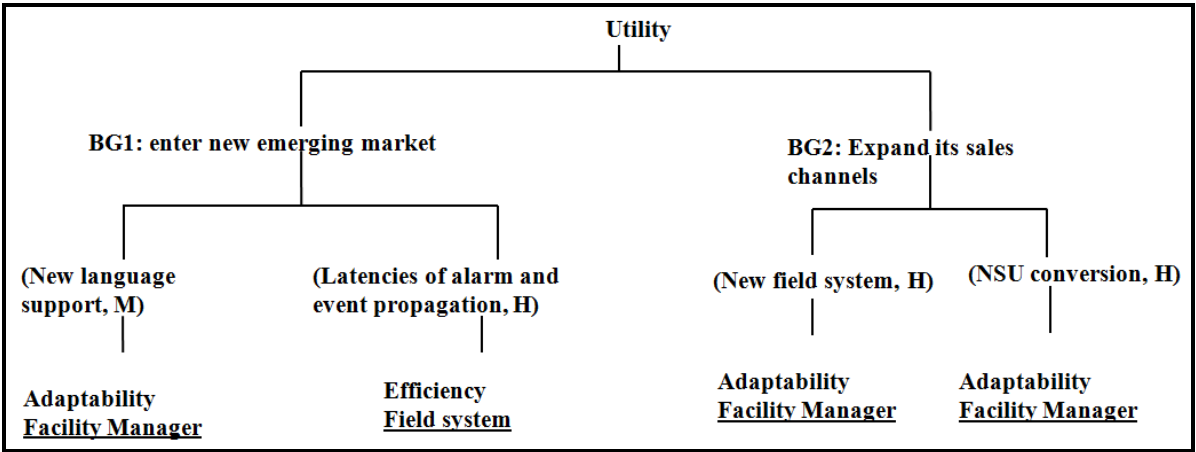 Utility
BG1: enter new emerging market
BG2: Expand its sales
channels
(New language
support, M)
(Latencies of alarm and
event propagation, H)
(New field system, H)
(NSU conversion, H)
Adaptability
Facility Manager
Efficiency
Field system
Adaptability
Facility Manager
Adaptability
Facility Manager